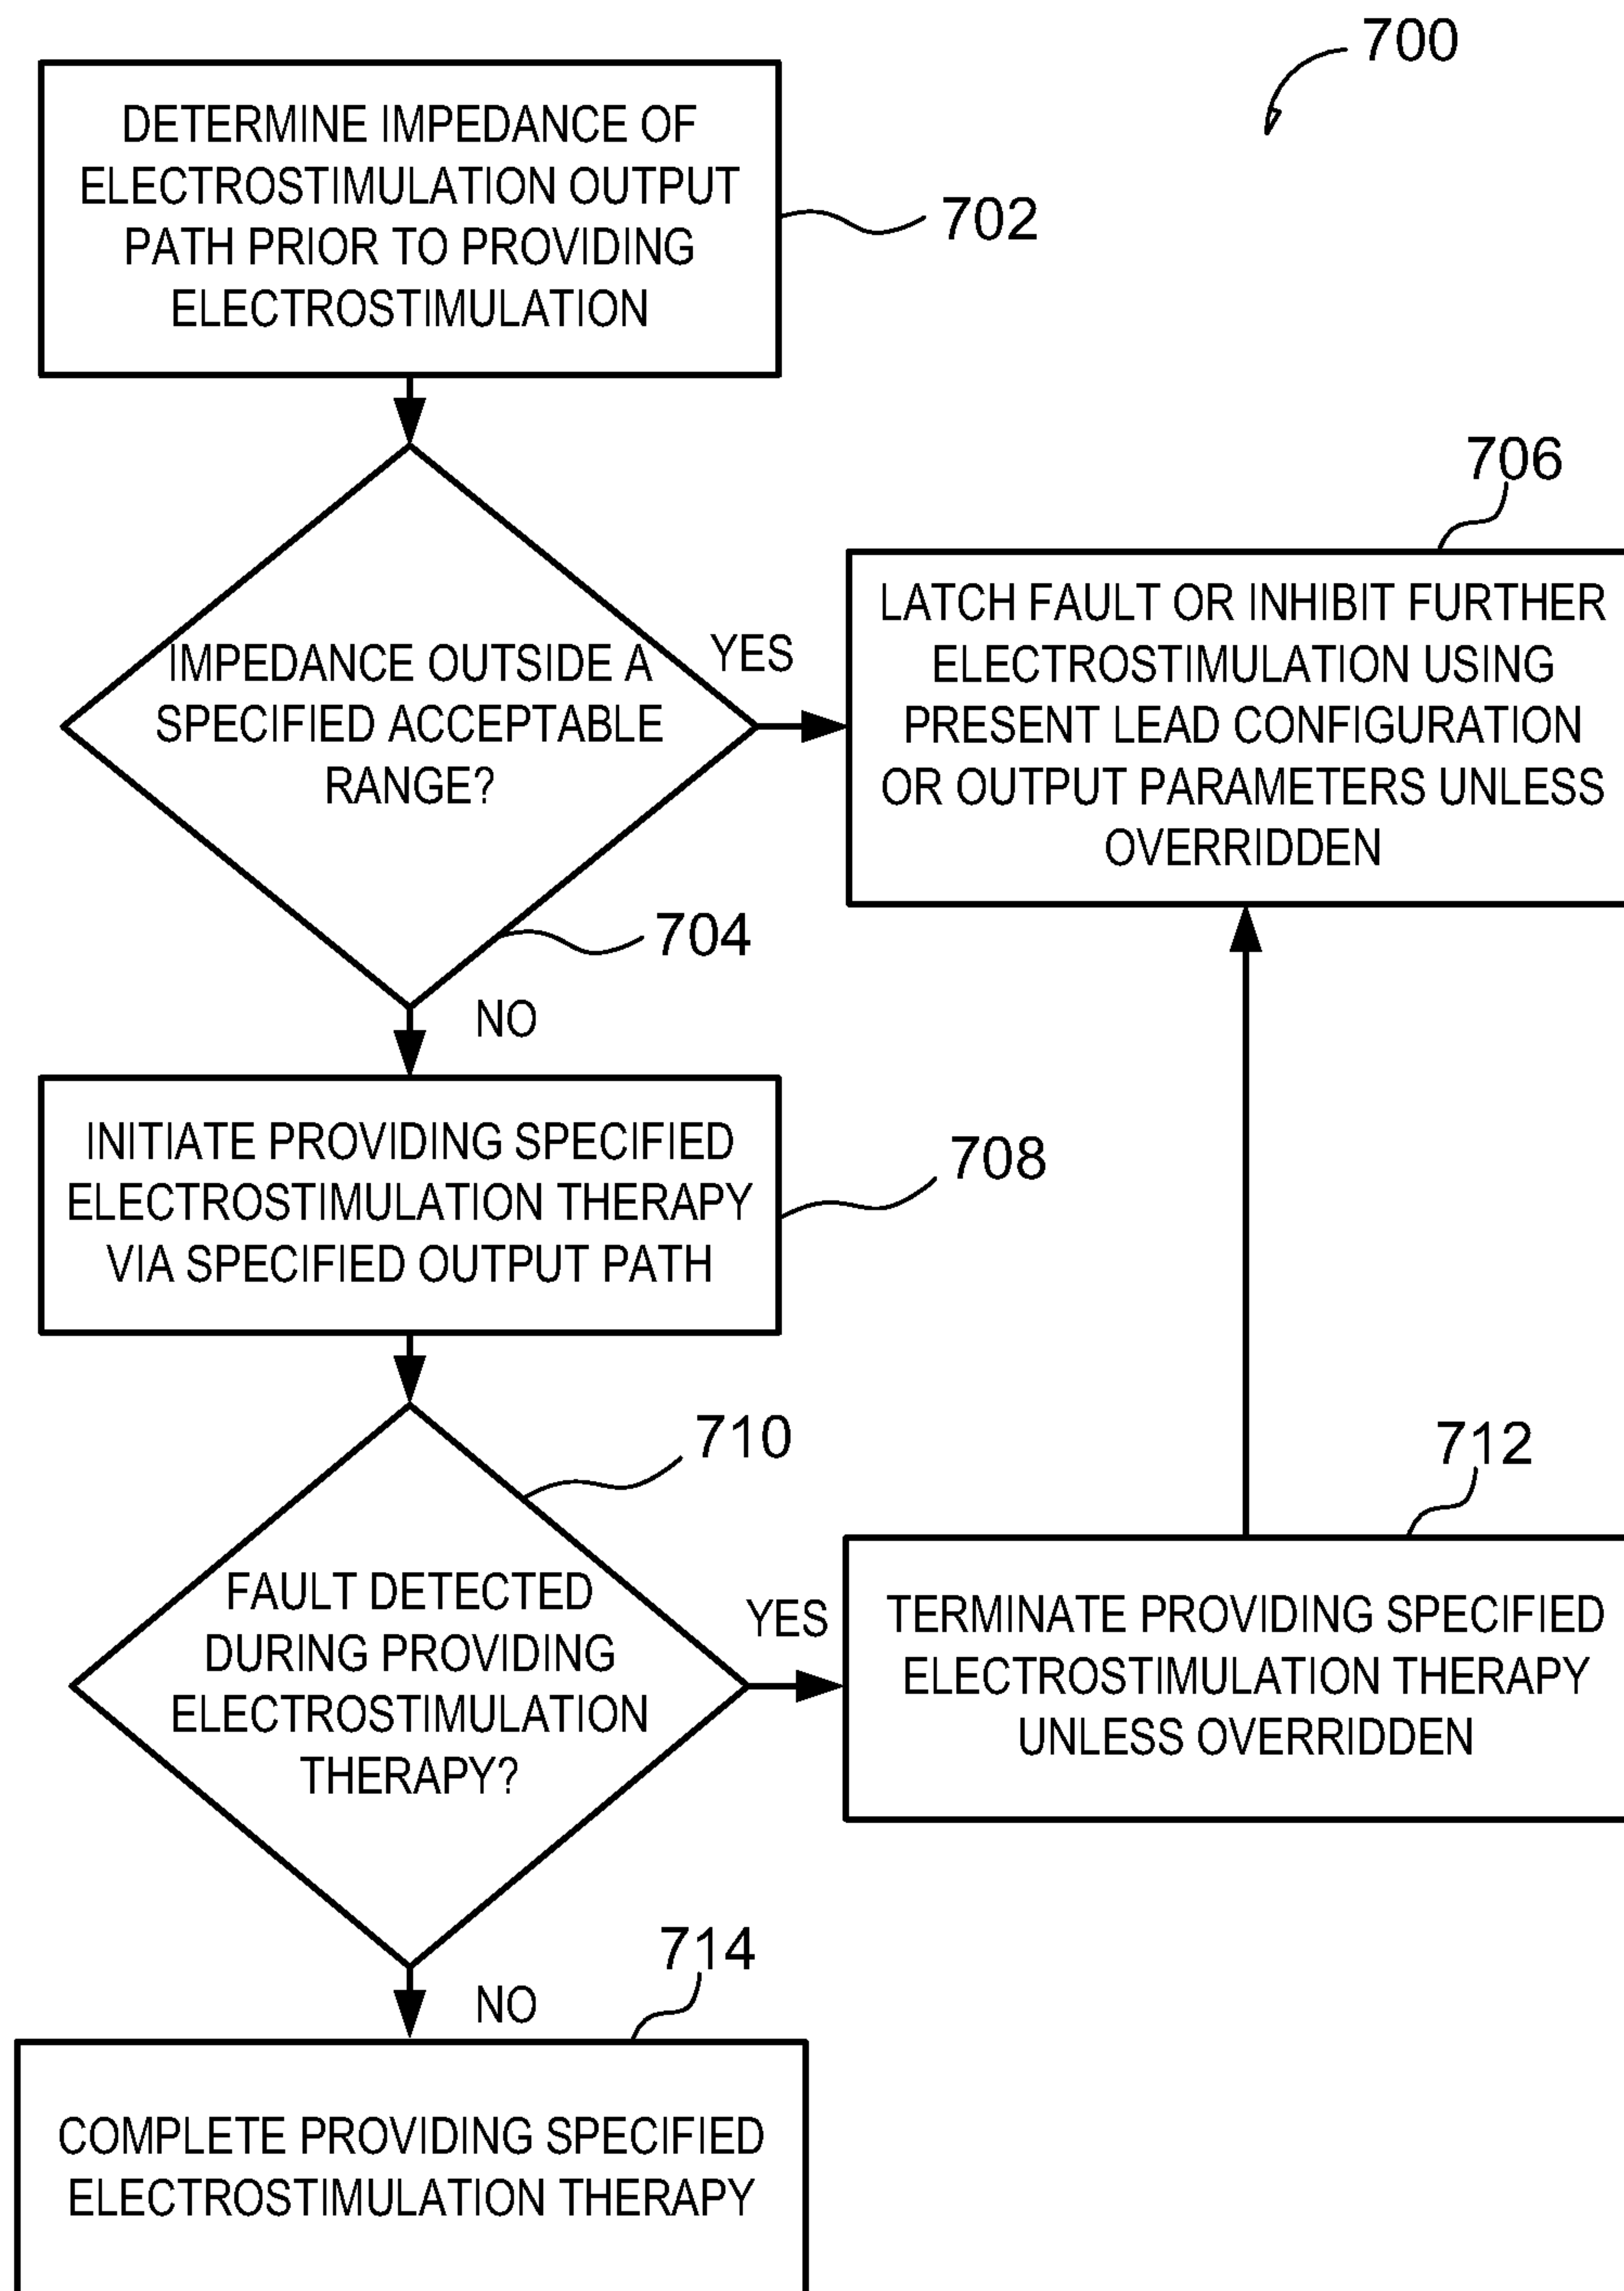 700
DETERMINE IMPEDANCE OF
ELECTROSTIMULATION OUTPUT
PATH PRIOR TO PROVIDING
ELECTROSTIMULATION
702
IMPEDANCE OUTSIDE A
SPECIFIED ACCEPTABLE
RANGE?
YES
704
NO
706
LATCH FAULT OR INHIBIT FURTHER
ELECTROSTIMULATION USING
PRESENT LEAD CONFIGURATION
OR OUTPUT PARAMETERS UNLESS
OVERRIDDEN
INITIATE PROVIDING SPECIFIED
ELECTROSTIMULATION THERAPY
VIA SPECIFIED OUTPUT PATH
708
710
FAULT DETECTED
DURING PROVIDING
ELECTROSTIMULATION
THERAPY?
YES
NO
712
TERMINATE PROVIDING SPECIFIED
ELECTROSTIMULATION THERAPY
UNLESS OVERRIDDEN
714
COMPLETE PROVIDING SPECIFIED
ELECTROSTIMULATION THERAPY